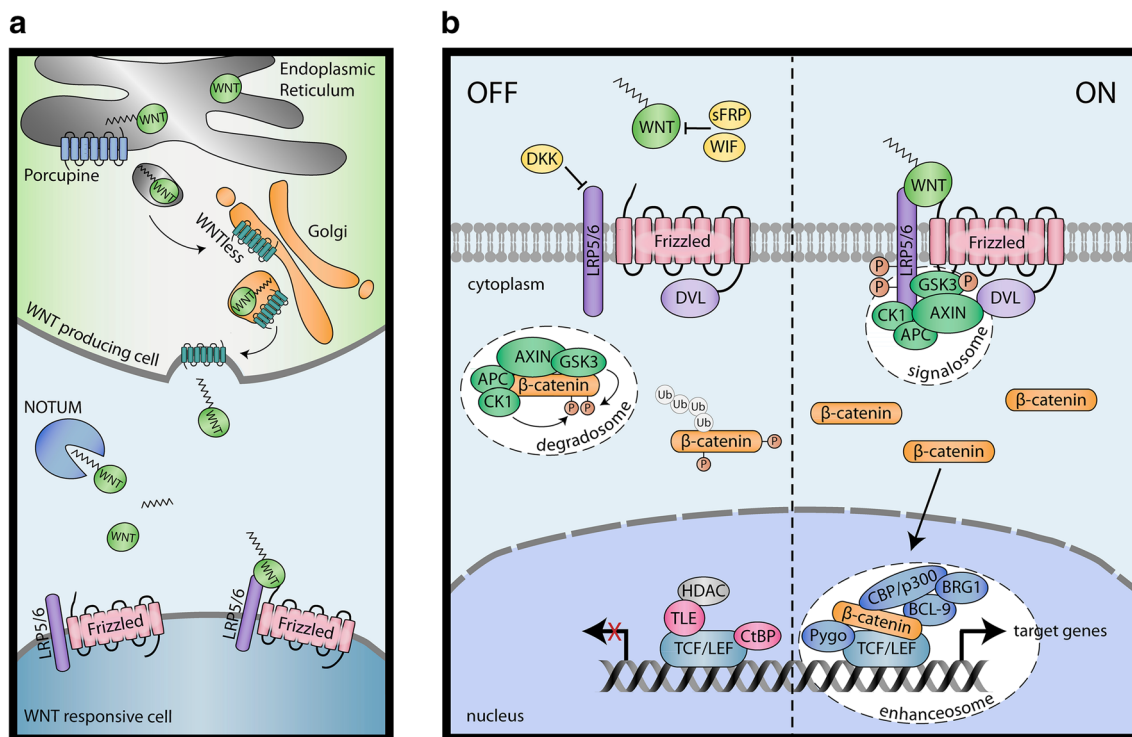 a
Endoplasmic
Reticulum
WNT
WNT
Porcupine
WNT
WNTless
Golgi
WNT
WNT producing cell
WNT
NOTUM
WNT
WNT
WNT
LRP5/6
Frizzled
LRP5/6
Frizzled
WNT responsive cell
b
OFF
WNT
sFRP
WIF
DKK
LRP5/6
Frizzled
cytoplasm
DVL
AXIN
GSK3
APC
β-catenin
CK1
P
P
degradosome
Ub
Ub
Ub
Ub
β-catenin
P
P
ON
WNT
LRP5/6
Frizzled
P
P
GSK3
P
DVL
CK1
AXIN
APC
signalosome
β-catenin
β-catenin
β-catenin
HDAC
TLE
CtBP
TCF/LEF
X
nucleus
CBP/p300
BRG1
BCL-9
β-catenin
Pygo
TCF/LEF
target genes
enhanceosome